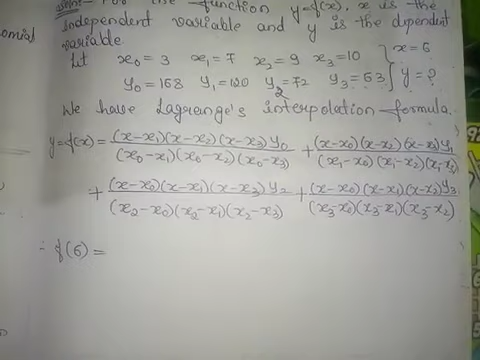 the function y=f(x), x is the
independent variable and y is the dependent
variable
Let x₀ = 3 x₁ = 7 x₂ = 9 x₃ = 10 } x = 6
y₀ = 168 y₁ = 120 y₂ = 72 y₃ = 63 } y = ?
We have Lagrange's interpolation formula
y=f(x) = (x-x₁)(x-x₂)(x-x₃)y₀ / (x₀-x₁)(x₀-x₂)(x₀-x₃) + (x-x₀)(x-x₂)(x-x₃)y₁ / (x₁-x₀)(x₁-x₂)(x₁-x₃)
+ (x-x₀)(x-x₁)(x-x₃)y₂ / (x₂-x₀)(x₂-x₁)(x₂-x₃) + (x-x₀)(x-x₁)(x-x₂)y₃ / (x₃-x₀)(x₃-x₁)(x₃-x₂)
∴ f(6) =